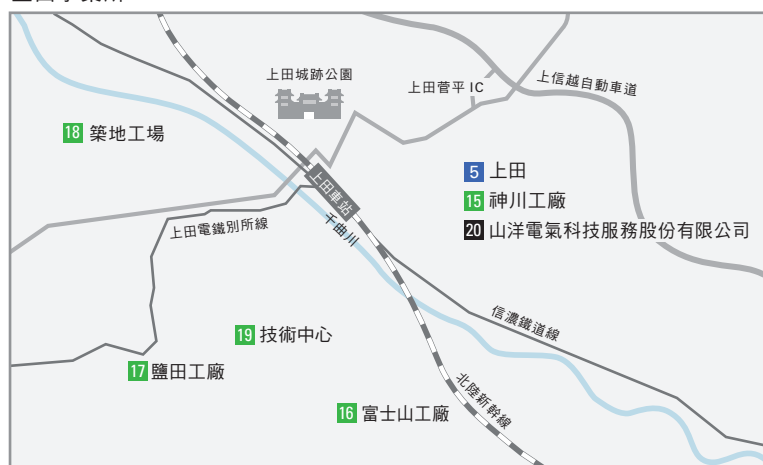 上田城跡公園
上田菅平 IC
上信越自動車道
18 築地工場
5 上田
15 神川工廠
20 山洋電氣科技服務股份有限公司
上田車站
千曲川
上田電鐵別所線
信濃鐵道線
19 技術中心
17 鹽田工廠
16 富士山工廠
北陸新幹線